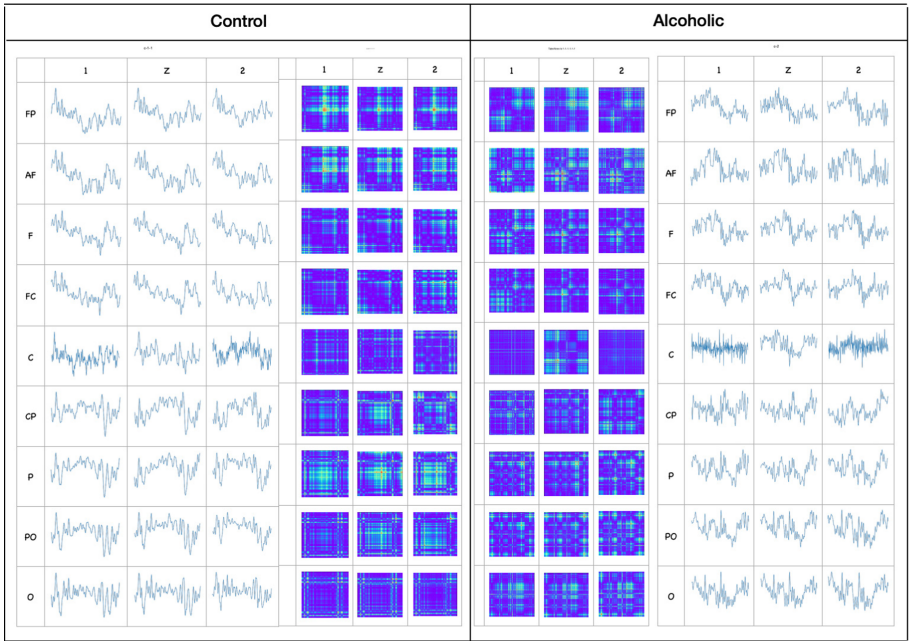 Control Alcoholic
1 Z 2 1 Z 2 1 Z 2 1 Z 2
FP FP
AF AF
F F
FC FC
C C
CP CP
P P
PO PO
O O